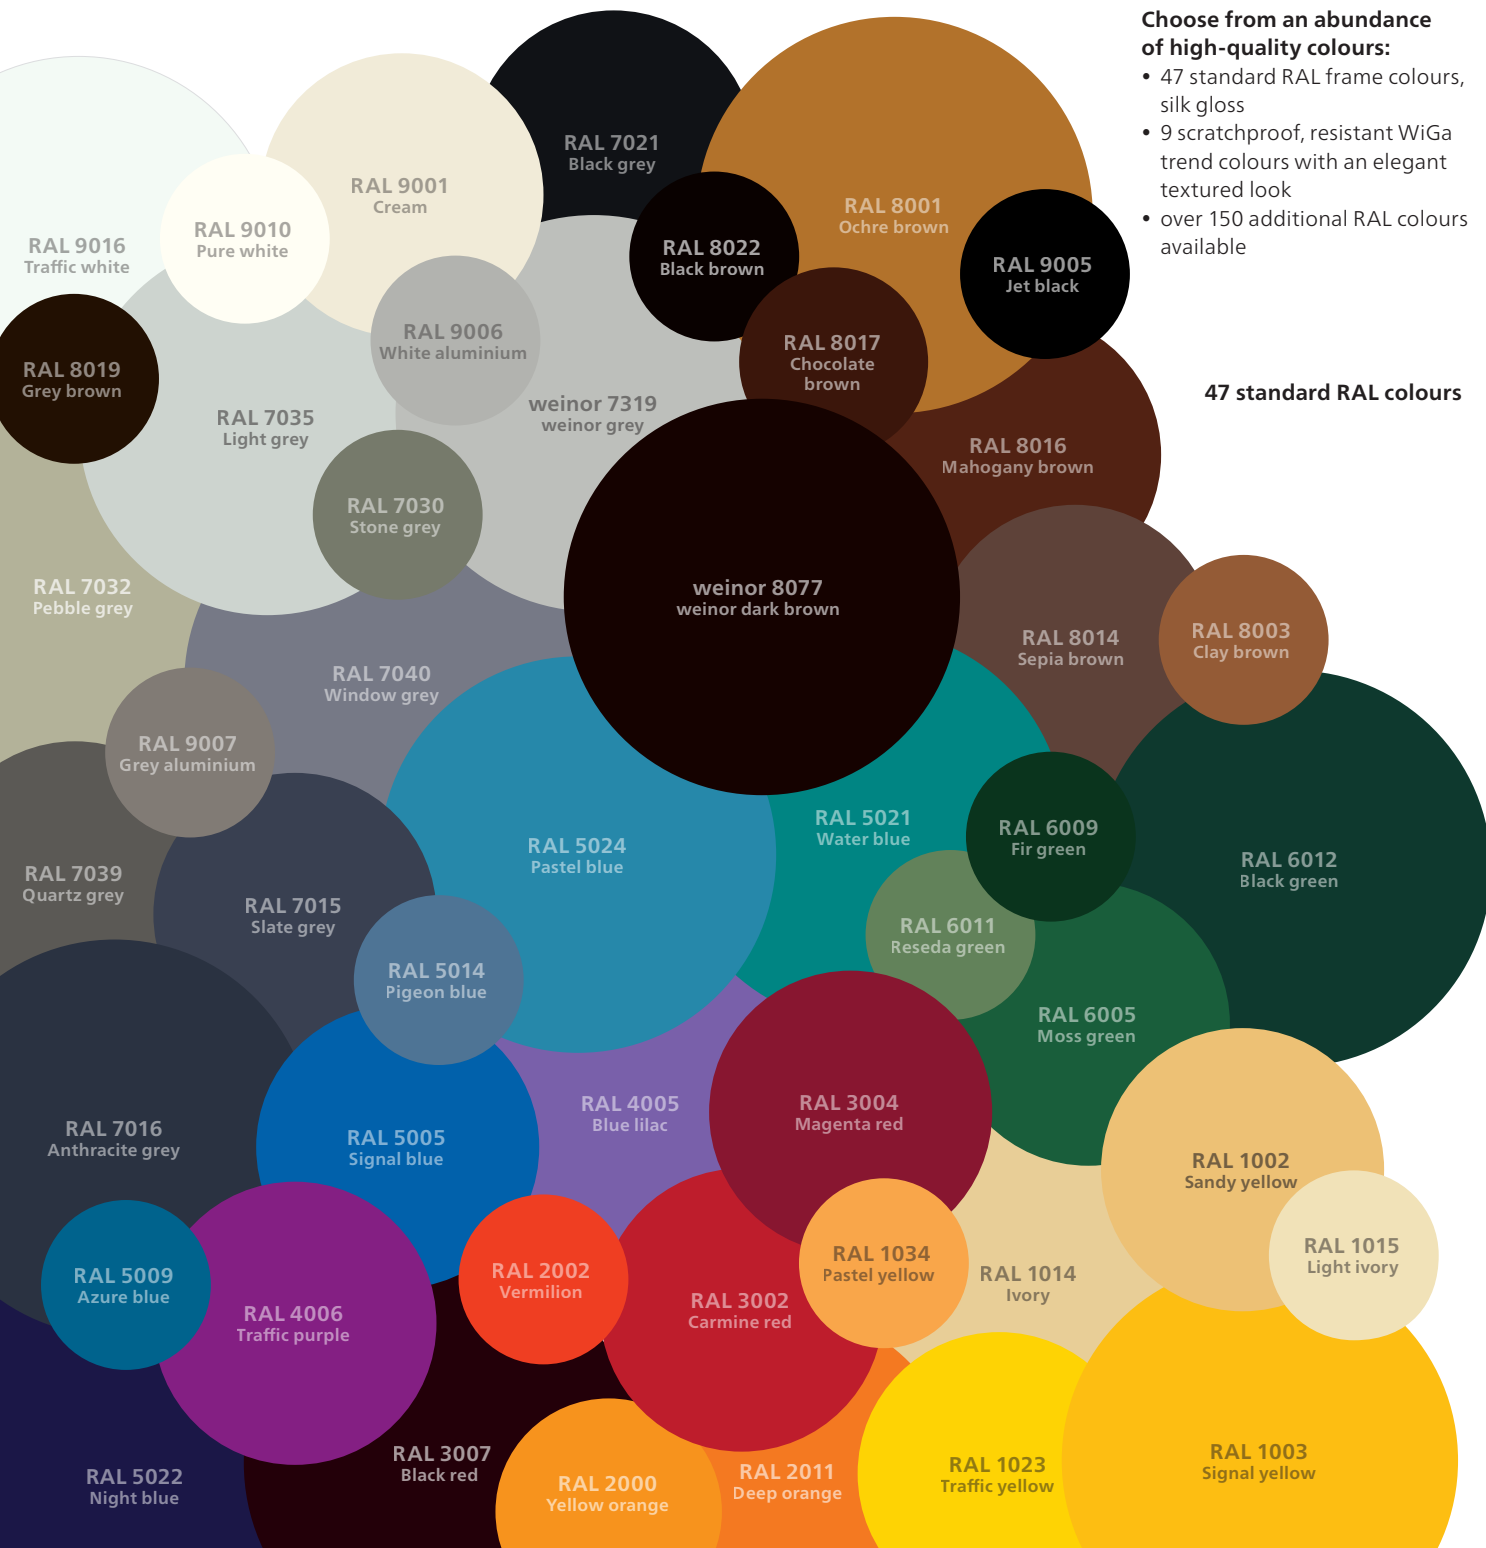 Choose from an abundance
of high-quality colours:
• 47 standard RAL frame colours,
silk gloss
• 9 scratchproof, resistant WiGa
trend colours with an elegant
textured look
• over 150 additional RAL colours
available
47 standard RAL colours
RAL 7021
Black grey
RAL 9001
Cream
RAL 8001
Ochre brown
RAL 9010
Pure white
RAL 9016
Traffic white
RAL 8022
Black brown
RAL 9005
Jet black
RAL 9006
White aluminium
RAL 8017
Chocolate
brown
RAL 8019
Grey brown
RAL 7035
Light grey
weinor 7319
weinor grey
RAL 8016
Mahogany brown
RAL 7030
Stone grey
RAL 7032
Pebble grey
weinor 8077
weinor dark brown
RAL 8014
Sepia brown
RAL 8003
Clay brown
RAL 7040
Window grey
RAL 9007
Grey aluminium
RAL 5024
Pastel blue
RAL 5021
Water blue
RAL 6009
Fir green
RAL 6012
Black green
RAL 7039
Quartz grey
RAL 7015
Slate grey
RAL 6011
Reseda green
RAL 5014
Pigeon blue
RAL 6005
Moss green
RAL 7016
Anthracite grey
RAL 5005
Signal blue
RAL 4005
Blue lilac
RAL 3004
Magenta red
RAL 1002
Sandy yellow
RAL 1015
Light ivory
RAL 5009
Azure blue
RAL 4006
Traffic purple
RAL 2002
Vermilion
RAL 3002
Carmine red
RAL 1034
Pastel yellow
RAL 1014
Ivory
RAL 5022
Night blue
RAL 3007
Black red
RAL 2000
Yellow orange
RAL 2011
Deep orange
RAL 1023
Traffic yellow
RAL 1003
Signal yellow